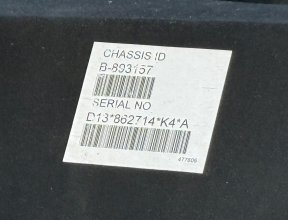 CHASSIS ID
B-893157
SERIAL NO
D13*862714*K4*A
477606